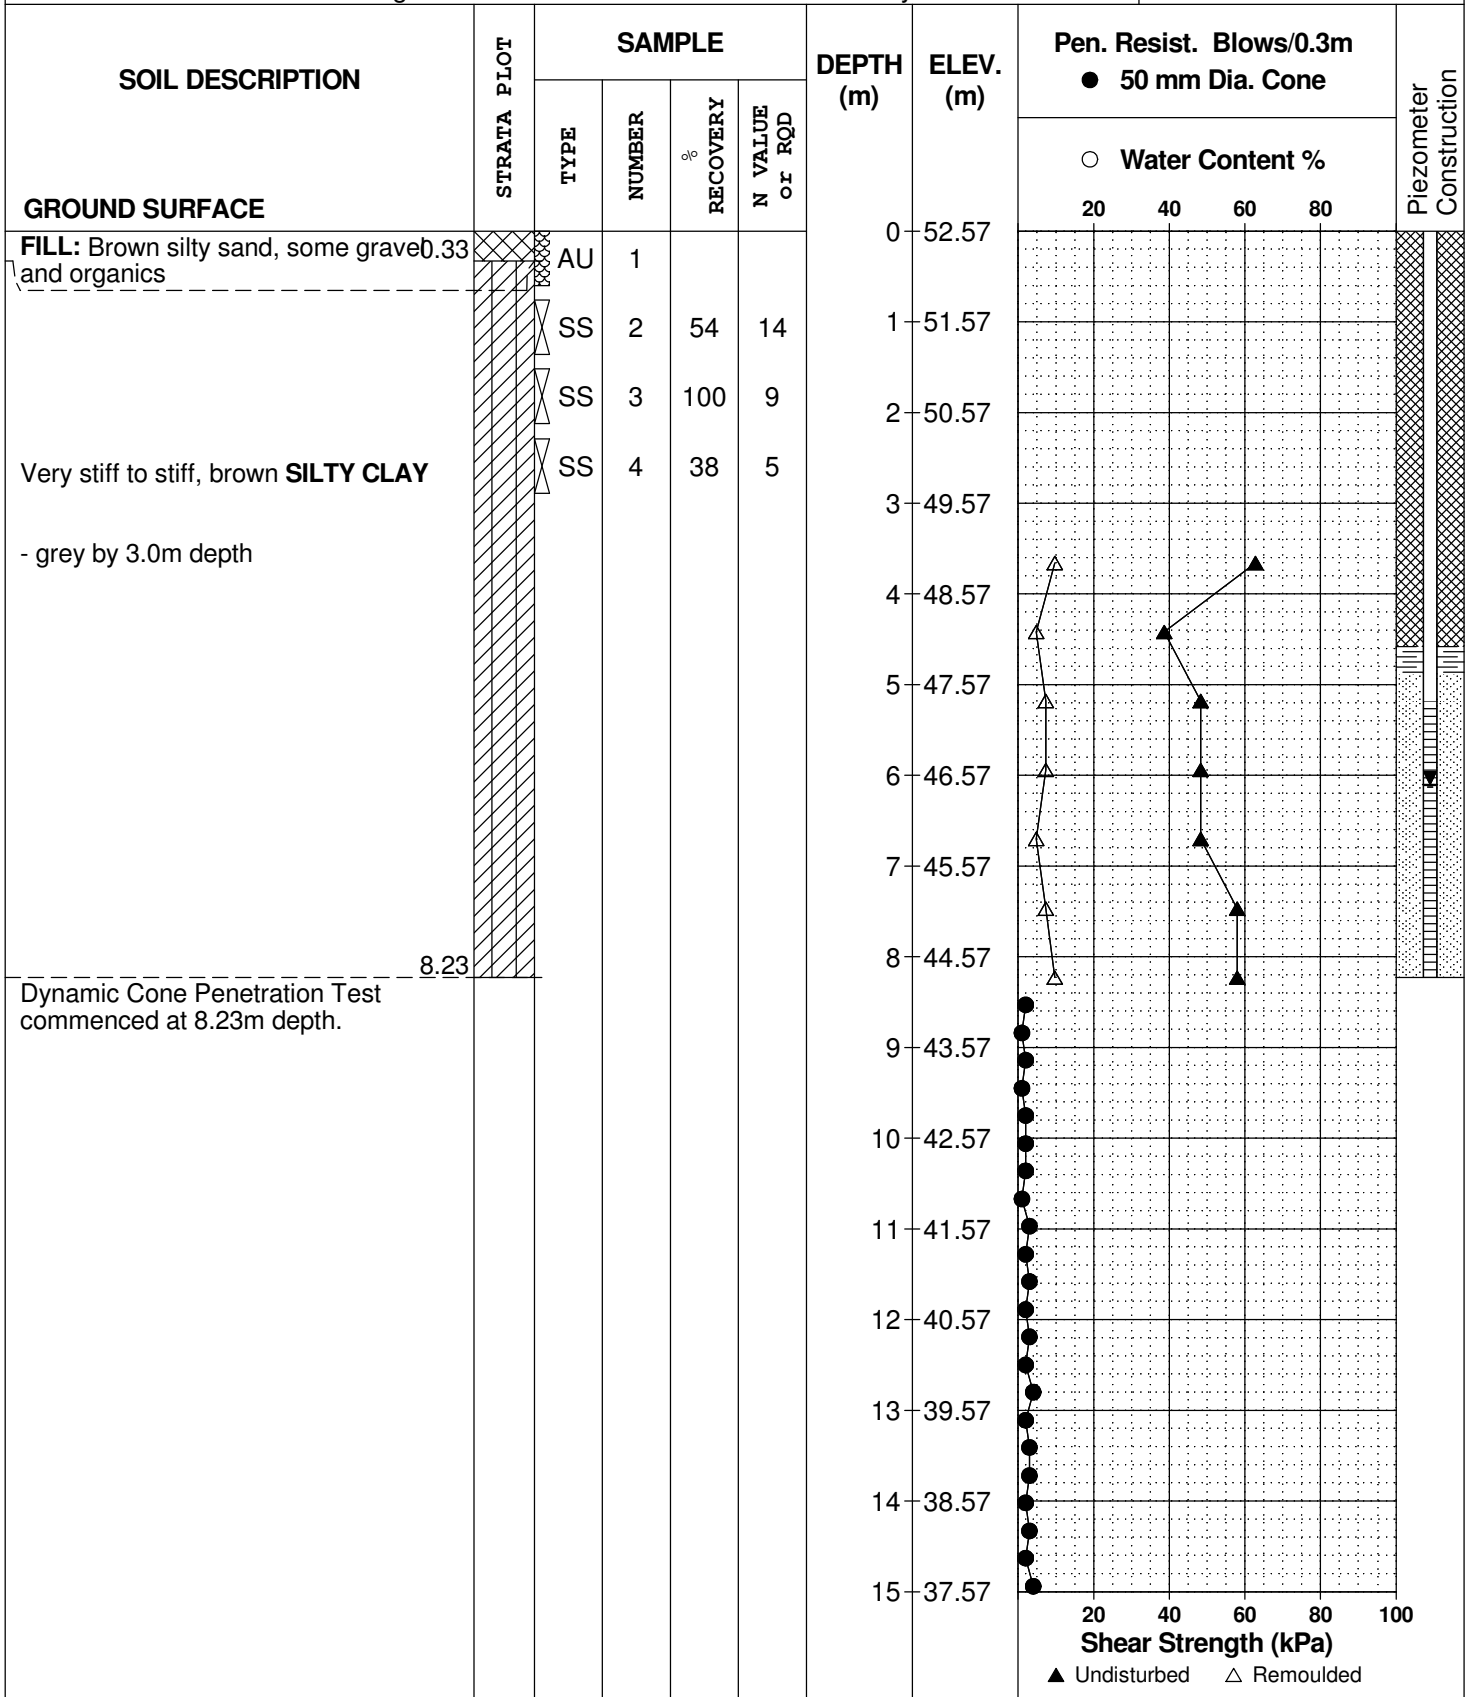 SOIL DESCRIPTION
GROUND SURFACE
STRATA PLOT
SAMPLE
TYPE
NUMBER
%
RECOVERY
N VALUE
or RQD
DEPTH
(m)
ELEV.
(m)
Pen. Resist. Blows/0.3m
● 50 mm Dia. Cone
○ Water Content %
20 40 60 80
Piezometer
Construction
FILL: Brown silty sand, some gravel 0.33
and organics
AU 1
SS 2 54 14
SS 3 100 9
SS 4 38 5
Very stiff to stiff, brown SILTY CLAY
- grey by 3.0m depth
8.23
Dynamic Cone Penetration Test
commenced at 8.23m depth.
0 52.57
1 51.57
2 50.57
3 49.57
4 48.57
5 47.57
6 46.57
7 45.57
8 44.57
9 43.57
10 42.57
11 41.57
12 40.57
13 39.57
14 38.57
15 37.57
20 40 60 80 100
Shear Strength (kPa)
▲ Undisturbed △ Remoulded